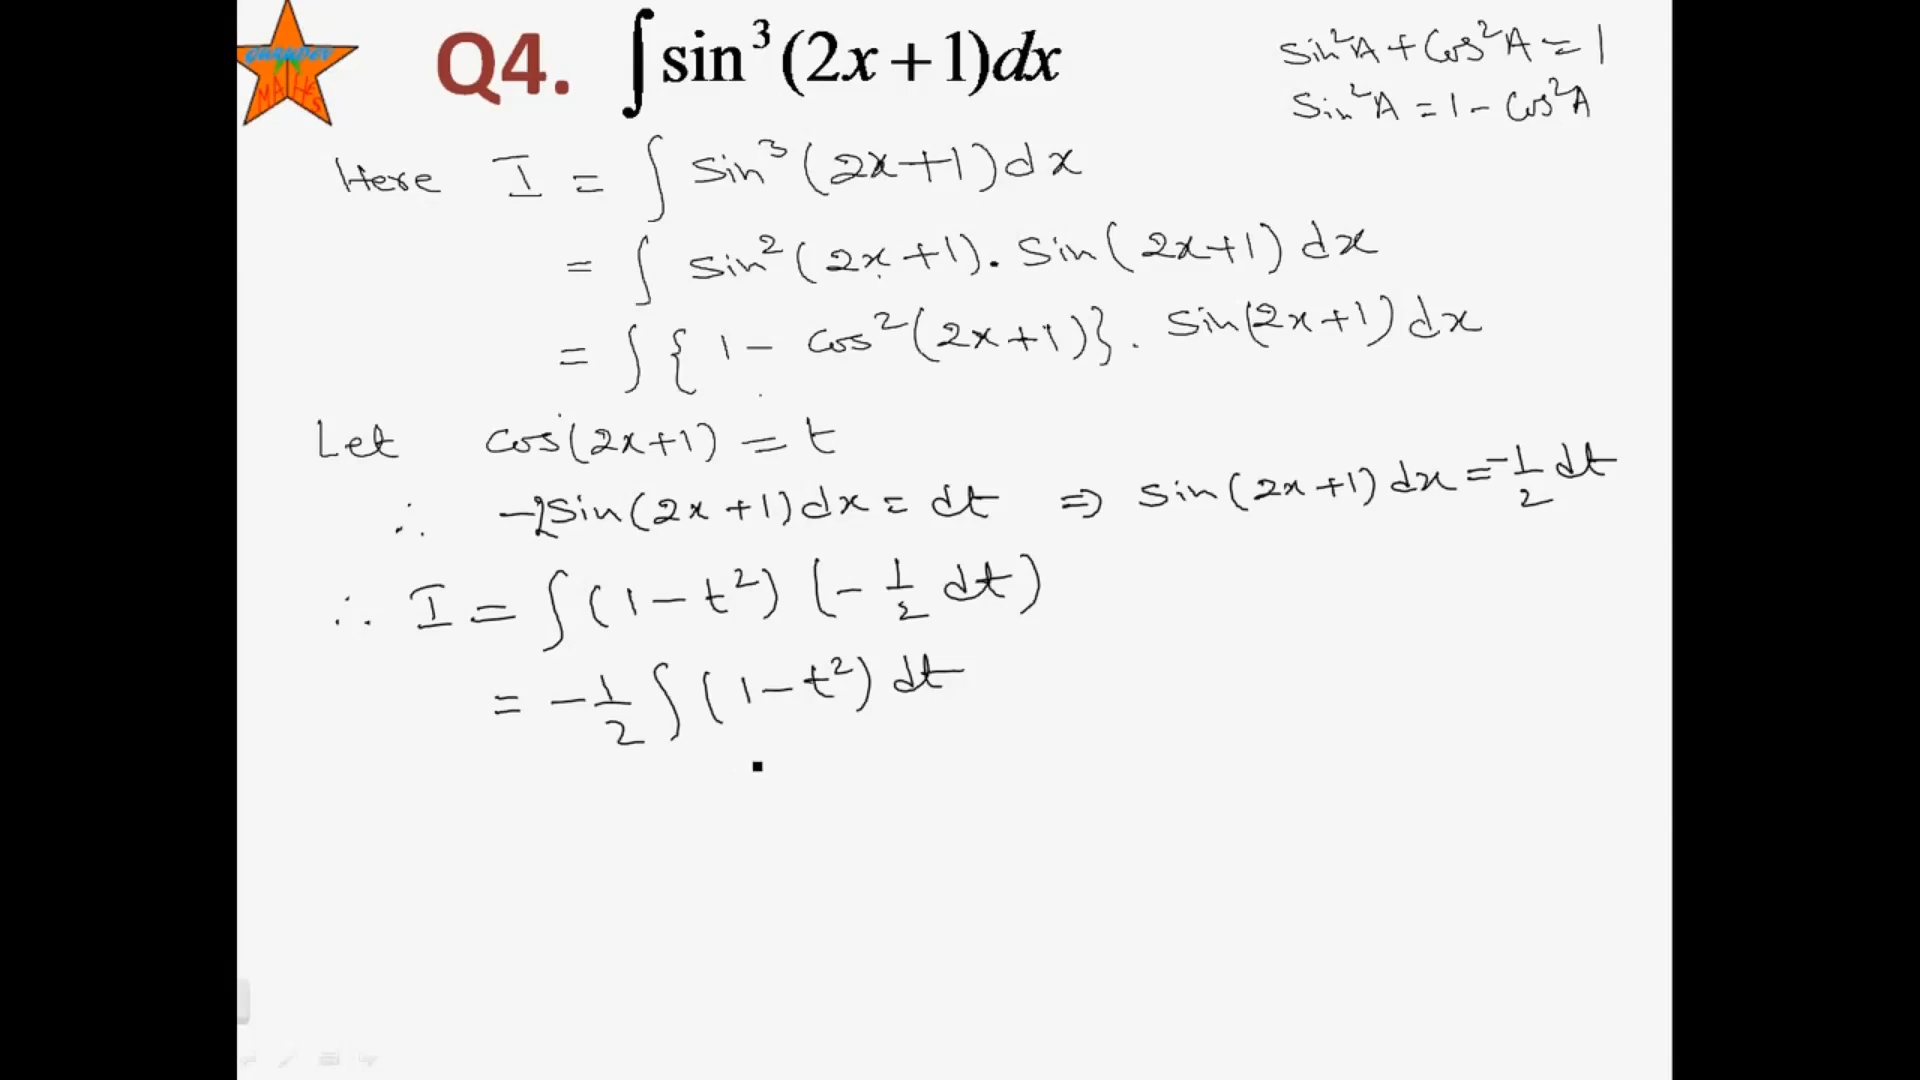 Q4. ∫sin³(2x+1)dx
Sin²A + Cos²A = 1
Sin²A = 1 - Cos²A
MATHS
Here I = ∫ sin³(2x+1)dx
= ∫ sin²(2x+1). Sin(2x+1) dx
= ∫ { 1 - cos²(2x+1)}. sin(2x+1) dx
Let cos(2x+1) = t
∴ -2Sin(2x+1)dx = dt ⇒ sin(2x+1) dx = -1/2 dt
∴ I = ∫(1-t²) (-1/2 dt)
= -1/2 ∫(1-t²) dt